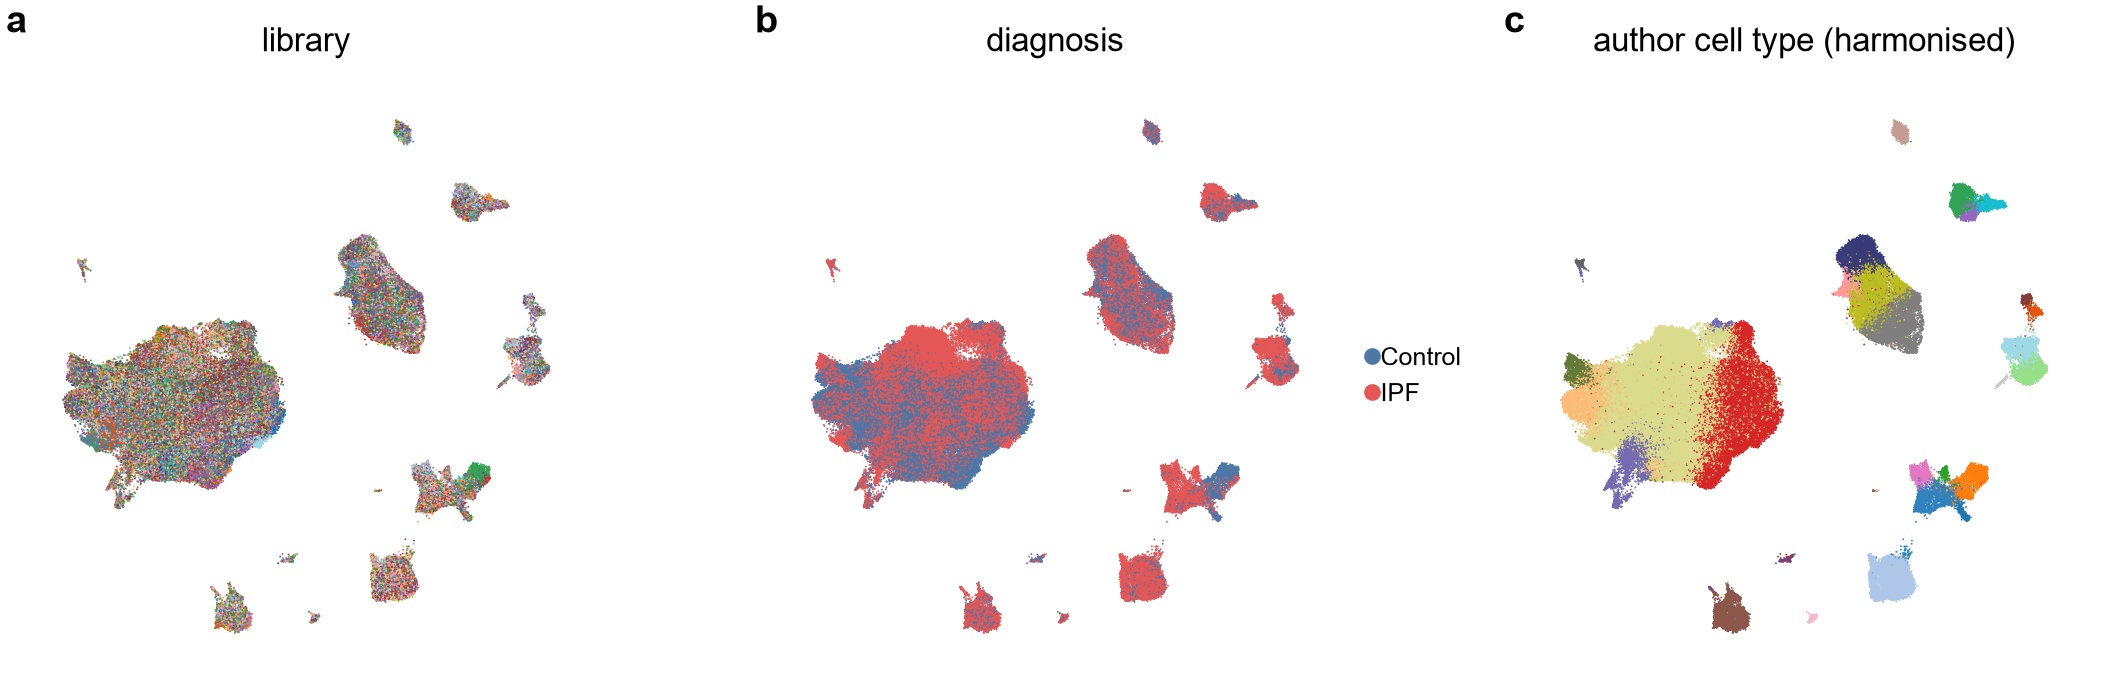 a
library
b
diagnosis
Control
IPF
c
author cell type (harmonised)